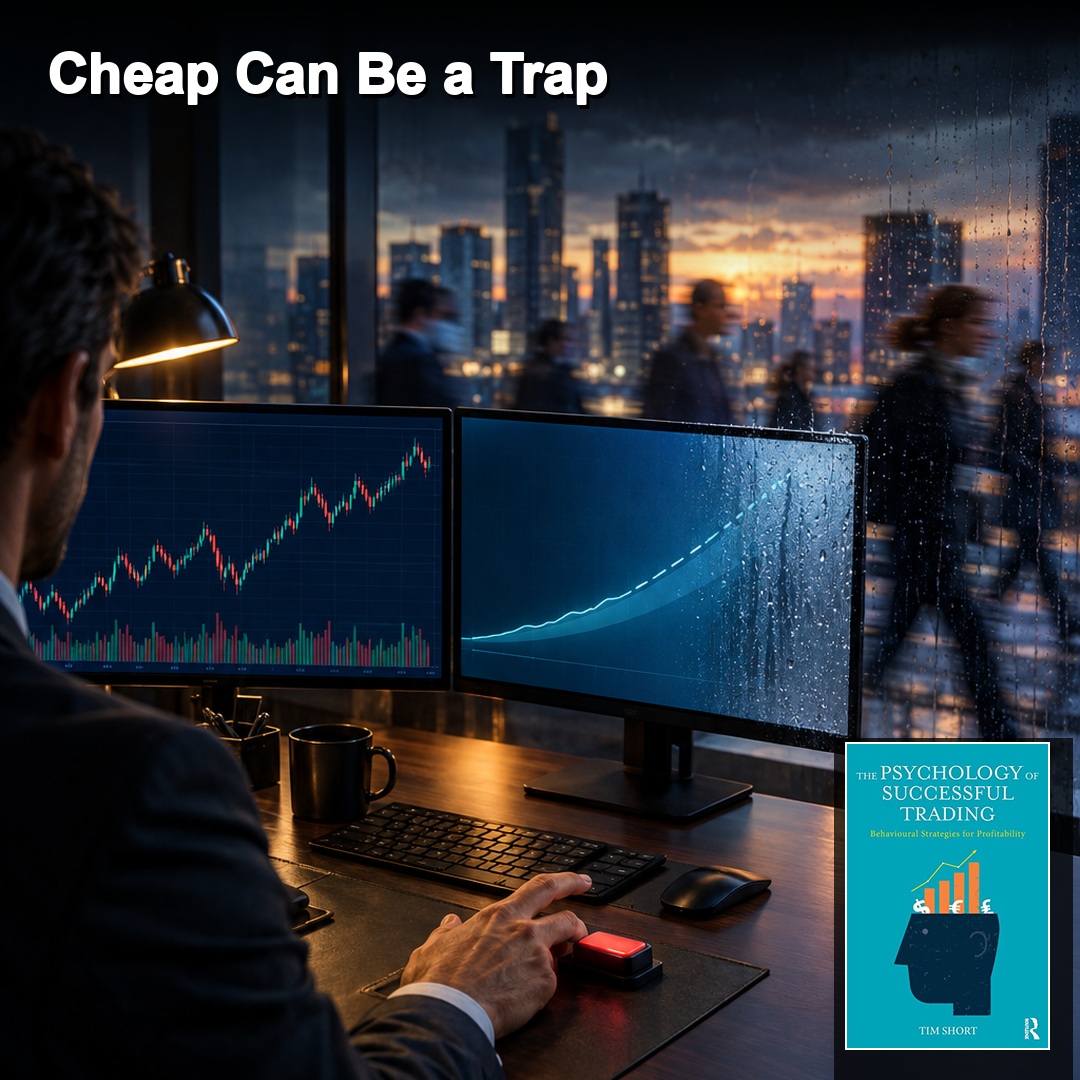 Cheap Can Be a Trap
THE PSYCHOLOGY OF
SUCCESSFUL
TRADING
Behavioural Strategies for Profitability
$ € £
TIM SHORT